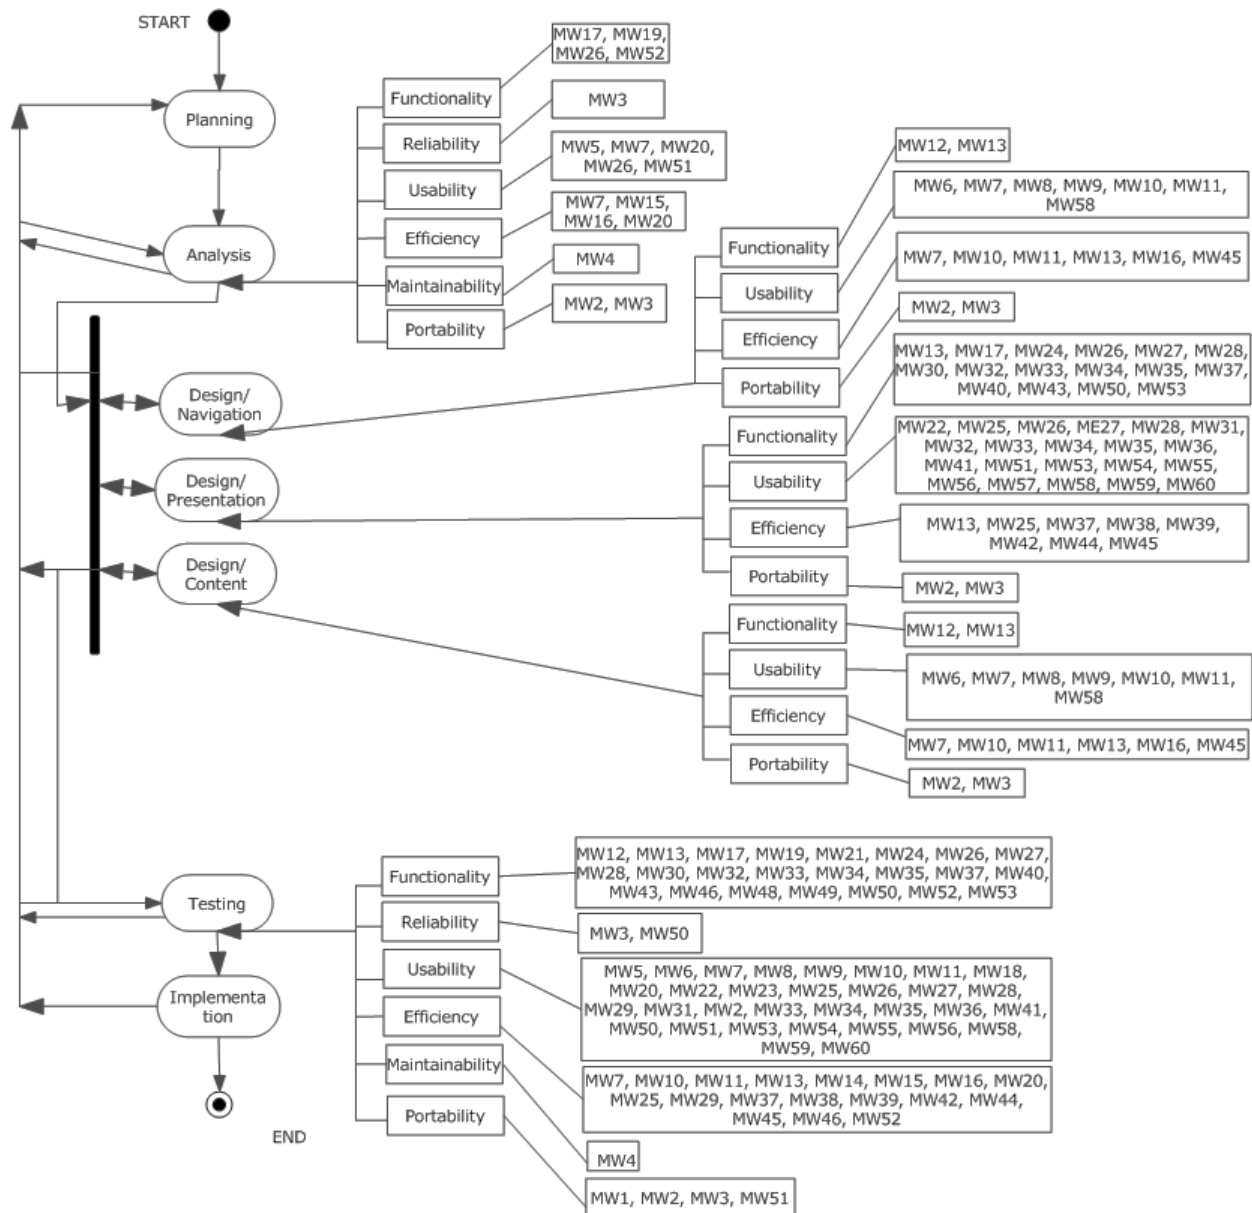 START
Planning
Analysis
Functionality
MW17, MW19,
MW26, MW52
Reliability
MW3
Usability
MW5, MW7, MW20,
MW26, MW51
Efficiency
MW7, MW15,
MW16, MW20
Maintainability
MW4
Portability
MW2, MW3
Design/
Navigation
Functionality
MW12, MW13
Usability
MW6, MW7, MW8, MW9, MW10, MW11,
MW58
Efficiency
MW7, MW10, MW11, MW13, MW16, MW45
Portability
MW2, MW3
Design/
Presentation
Functionality
MW13, MW17, MW24, MW26, MW27, MW28,
MW30, MW32, MW33, MW34, MW35, MW37,
MW40, MW43, MW50, MW53
Usability
MW22, MW25, MW26, ME27, MW28, MW31,
MW32, MW33, MW34, MW35, MW36,
MW41, MW51, MW53, MW54, MW55,
MW56, MW57, MW58, MW59, MW60
Efficiency
MW13, MW25, MW37, MW38, MW39,
MW42, MW44, MW45
Portability
MW2, MW3
Design/
Content
Functionality
MW12, MW13
Usability
MW6, MW7, MW8, MW9, MW10, MW11,
MW58
Efficiency
MW7, MW10, MW11, MW13, MW16, MW45
Portability
MW2, MW3
Testing
Functionality
MW12, MW13, MW17, MW19, MW21, MW24, MW26, MW27,
MW28, MW30, MW32, MW33, MW34, MW35, MW37, MW40,
MW43, MW46, MW48, MW49, MW50, MW52, MW53
Reliability
MW3, MW50
Usability
MW5, MW6, MW7, MW8, MW9, MW10, MW11, MW18,
MW20, MW22, MW23, MW25, MW26, MW27, MW28,
MW29, MW31, MW2, MW33, MW34, MW35, MW36, MW41,
MW50, MW51, MW53, MW54, MW55, MW56, MW58,
MW59, MW60
Efficiency
MW7, MW10, MW11, MW13, MW14, MW15, MW16, MW20,
MW25, MW29, MW37, MW38, MW39, MW42, MW44,
MW45, MW46, MW52
Maintainability
MW4
Portability
MW1, MW2, MW3, MW51
Implementa
tion
END